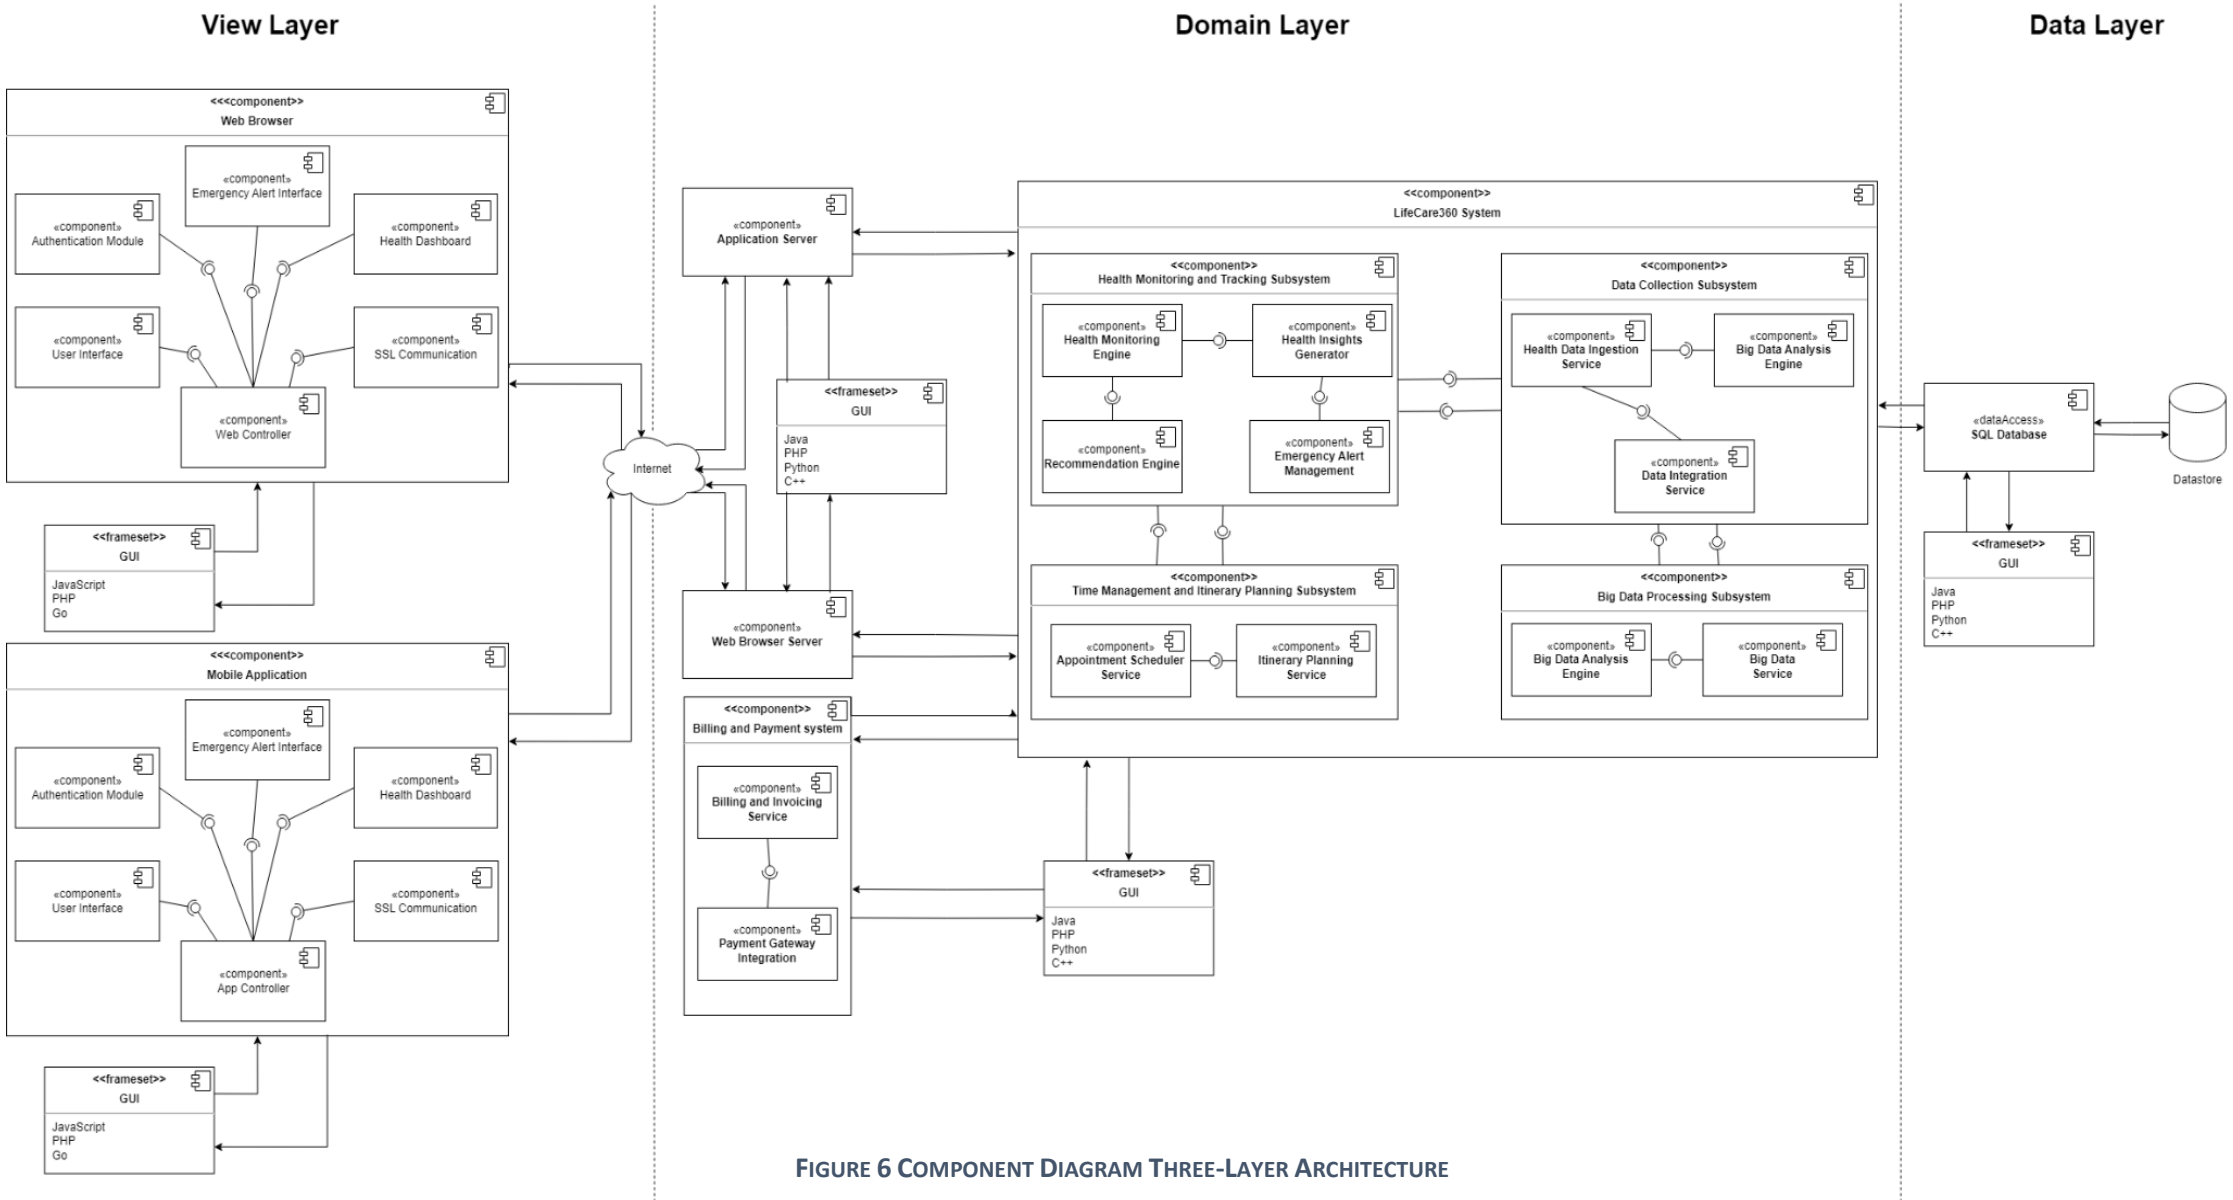 View Layer
Domain Layer
Data Layer
<<<component>>
Web Browser
«component»
Emergency Alert Interface
«component»
Authentication Module
«component»
Health Dashboard
«component»
User Interface
«component»
SSL Communication
«component»
Web Controller
<<frameset>>
GUI
JavaScript
PHP
Go
<<<component>>
Mobile Application
«component»
Emergency Alert Interface
«component»
Authentication Module
«component»
Health Dashboard
«component»
User Interface
«component»
SSL Communication
«component»
App Controller
<<frameset>>
GUI
JavaScript
PHP
Go
Internet
«component»
Application Server
<<frameset>>
GUI
Java
PHP
Python
C++
«component»
Web Browser Server
<<component>>
Billing and Payment system
«component»
Billing and Invoicing
Service
«component»
Payment Gateway
Integration
<<component>>
LifeCare360 System
<<component>>
Health Monitoring and Tracking Subsystem
«component»
Health Monitoring
Engine
«component»
Health Insights
Generator
«component»
Recommendation Engine
«component»
Emergency Alert
Management
<<component>>
Data Collection Subsystem
«component»
Health Data Ingestion
Service
«component»
Big Data Analysis
Engine
«component»
Data Integration
Service
<<component>>
Time Management and Itinerary Planning Subsystem
«component»
Appointment Scheduler
Service
«component»
Itinerary Planning
Service
<<component>>
Big Data Processing Subsystem
«component»
Big Data Analysis
Engine
«component»
Big Data
Service
<<frameset>>
GUI
Java
PHP
Python
C++
«dataAccess»
SQL Database
Datastore
<<frameset>>
GUI
Java
PHP
Python
C++
FIGURE 6 COMPONENT DIAGRAM THREE-LAYER ARCHITECTURE